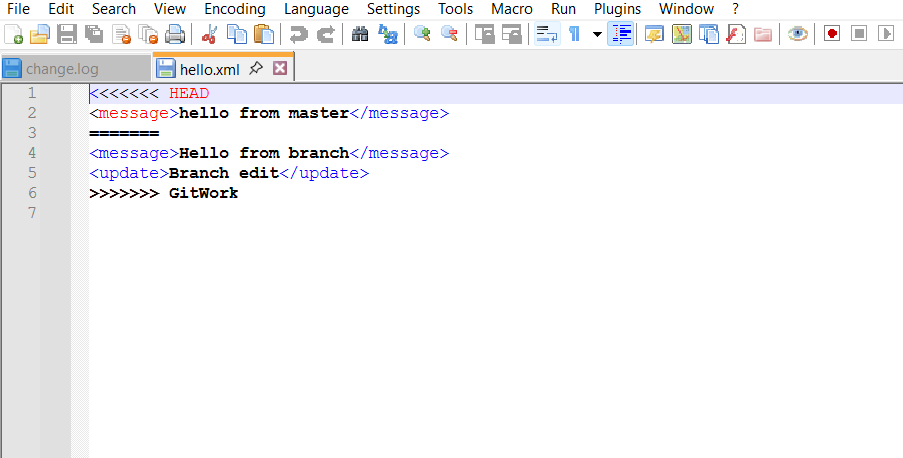 File Edit Search View Encoding Language Settings Tools Macro Run Plugins Window ?
change.log hello.xml
1 <<<<<<< HEAD
2 <message>hello from master</message>
3 =======
4 <message>Hello from branch</message>
5 <update>Branch edit</update>
6 >>>>>>> GitWork
7